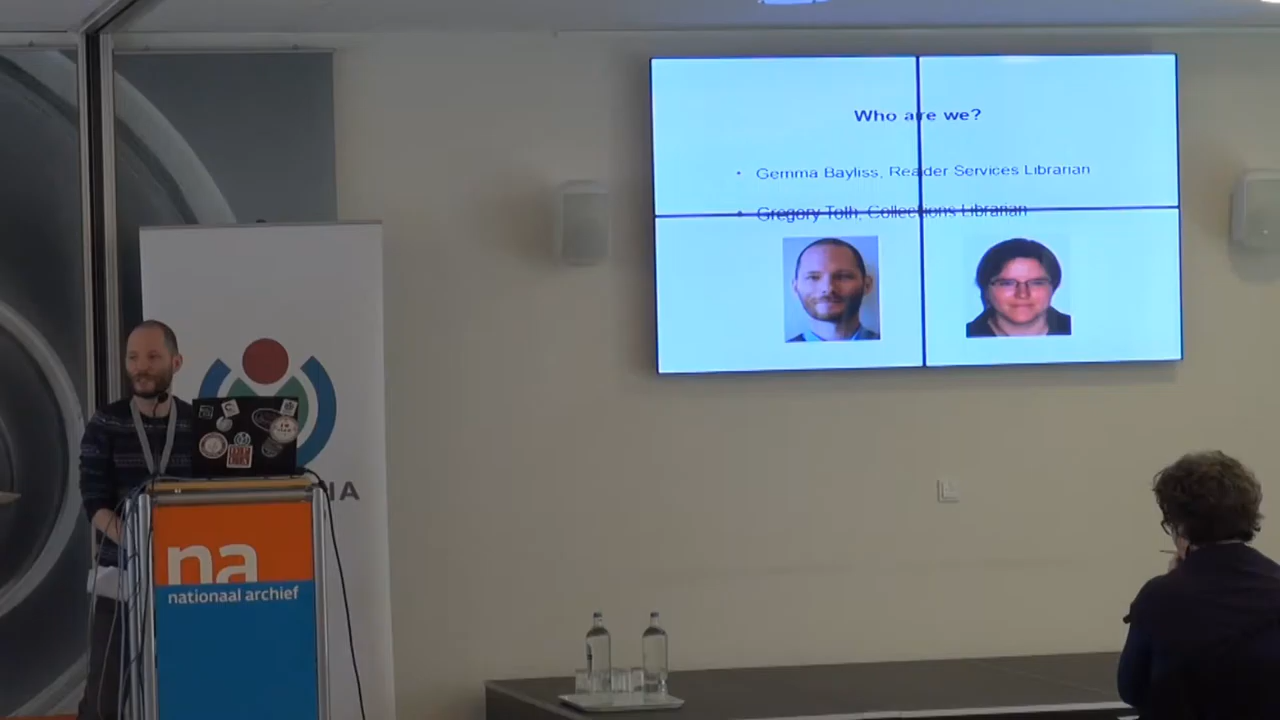 Who are we?
• Gemma Bayliss, Reader Services Librarian
• Gregory Toth, Collections Librarian
IA
na
nationaal archief